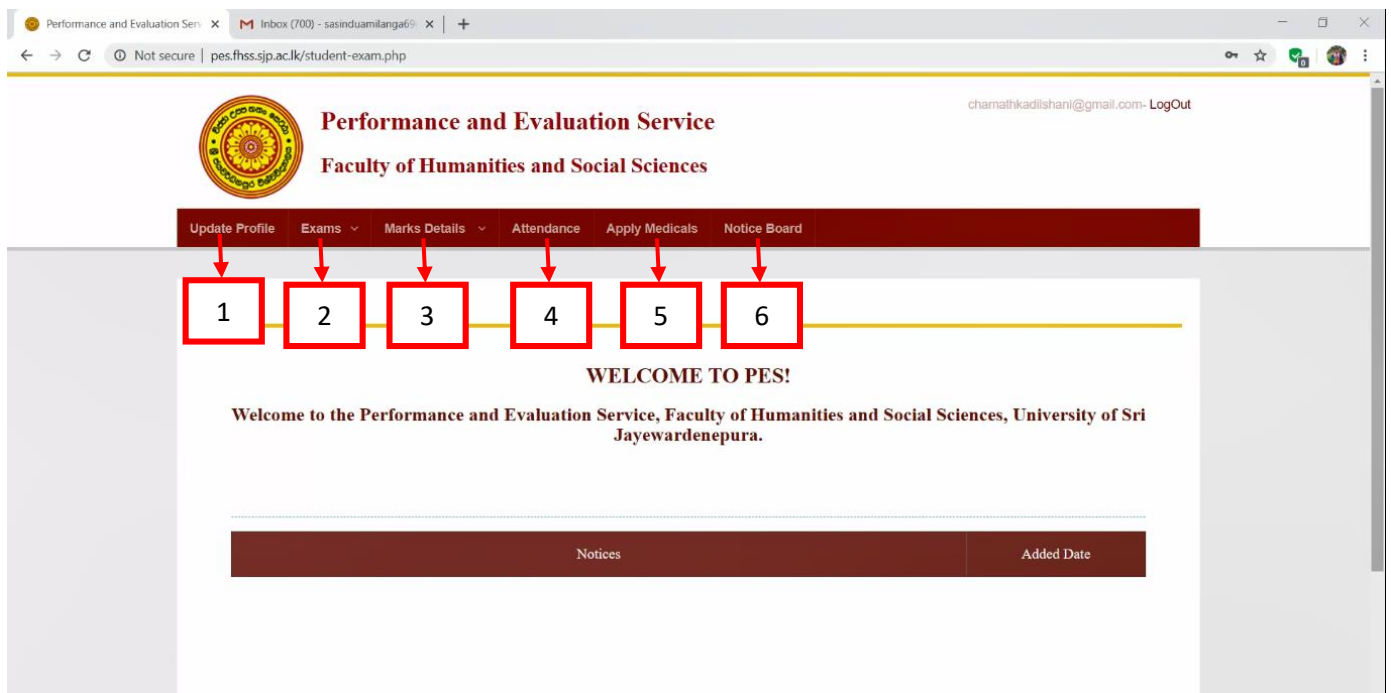 Performance and Evaluation Serv
Inbox (700) - sasinduamilanga69
Not secure | pes.fhss.sjp.ac.lk/student-exam.php
Performance and Evaluation Service
chamathkadilshani@gmail.com- LogOut
Faculty of Humanities and Social Sciences
Update Profile Exams Marks Details Attendance Apply Medicals Notice Board
1 2 3 4 5 6
WELCOME TO PES!
Welcome to the Performance and Evaluation Service, Faculty of Humanities and Social Sciences, University of Sri
Jayewardenepura.
Notices Added Date